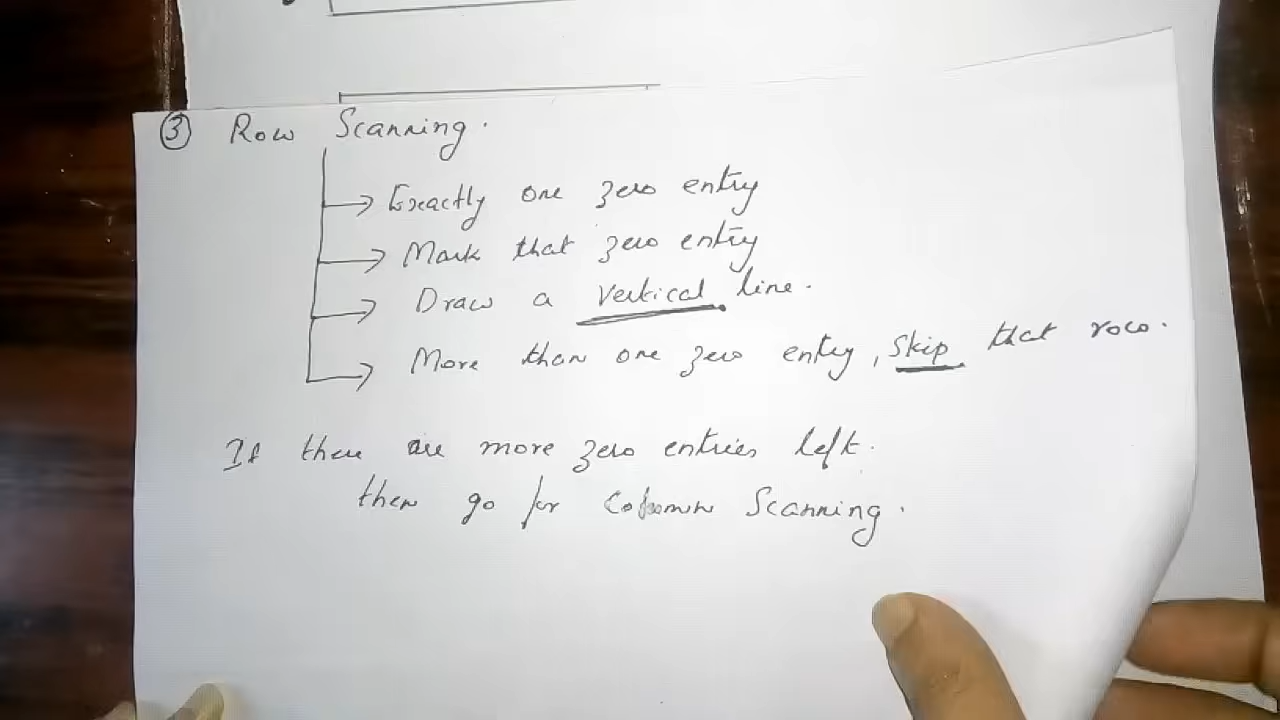 ③ Row Scanning.
Exactly one zero entry
Mark that zero entry
Draw a vertical line.
More than one zero entry, skip that row.
If there are more zero entries left.
then go for Column Scanning.